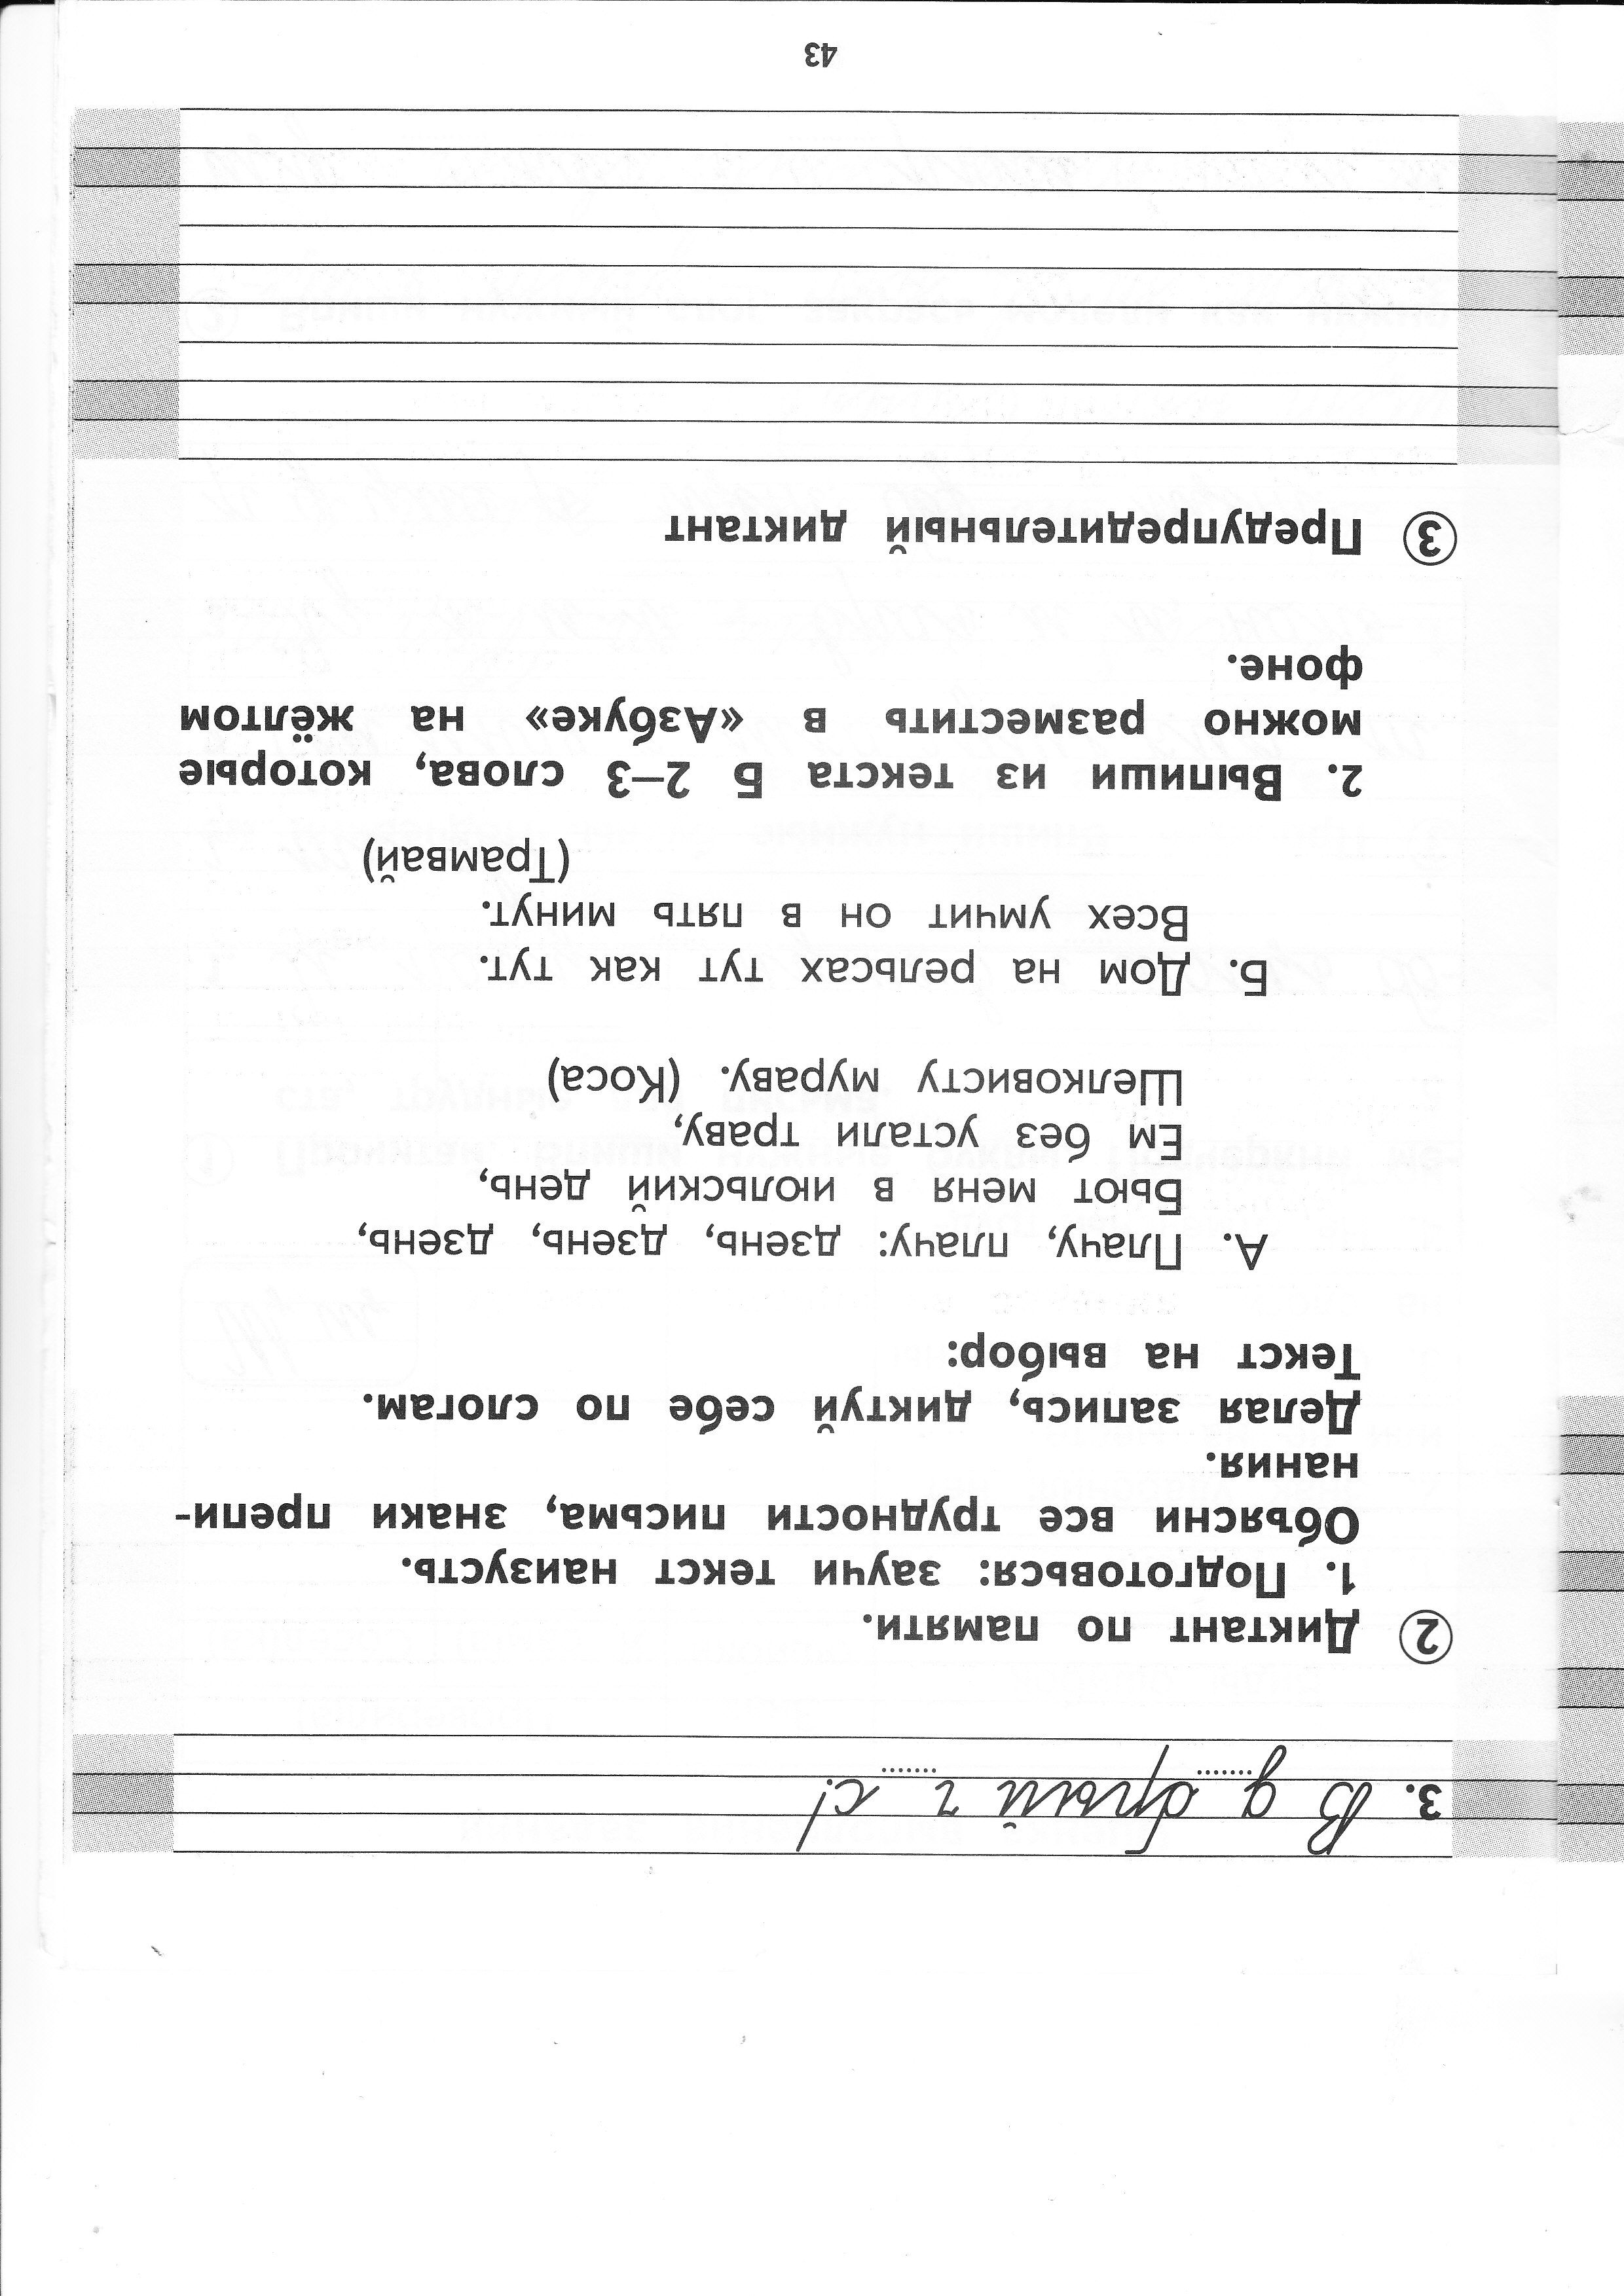 3. В д.......брый ч.......с!
② Диктант по памяти.
1. Подготовься: заучи текст наизусть.
Объясни все трудности письма, знаки препи-
нания.
Делая запись, диктуй себе по слогам.
Текст на выбор:
А. Плачу, плачу: дзень, дзень, дзень,
Бьют меня в июльский день,
Ем без устали траву,
Шелковисту мураву. (Коса)
Б. Дом на рельсах тут как тут.
Всех умчит он в пять минут.
(Трамвай)
2. Выпиши из текста Б 2—3 слова, которые
можно разместить в «Азбуке» на жёлтом
фоне.
③ Предупредительный диктант
43